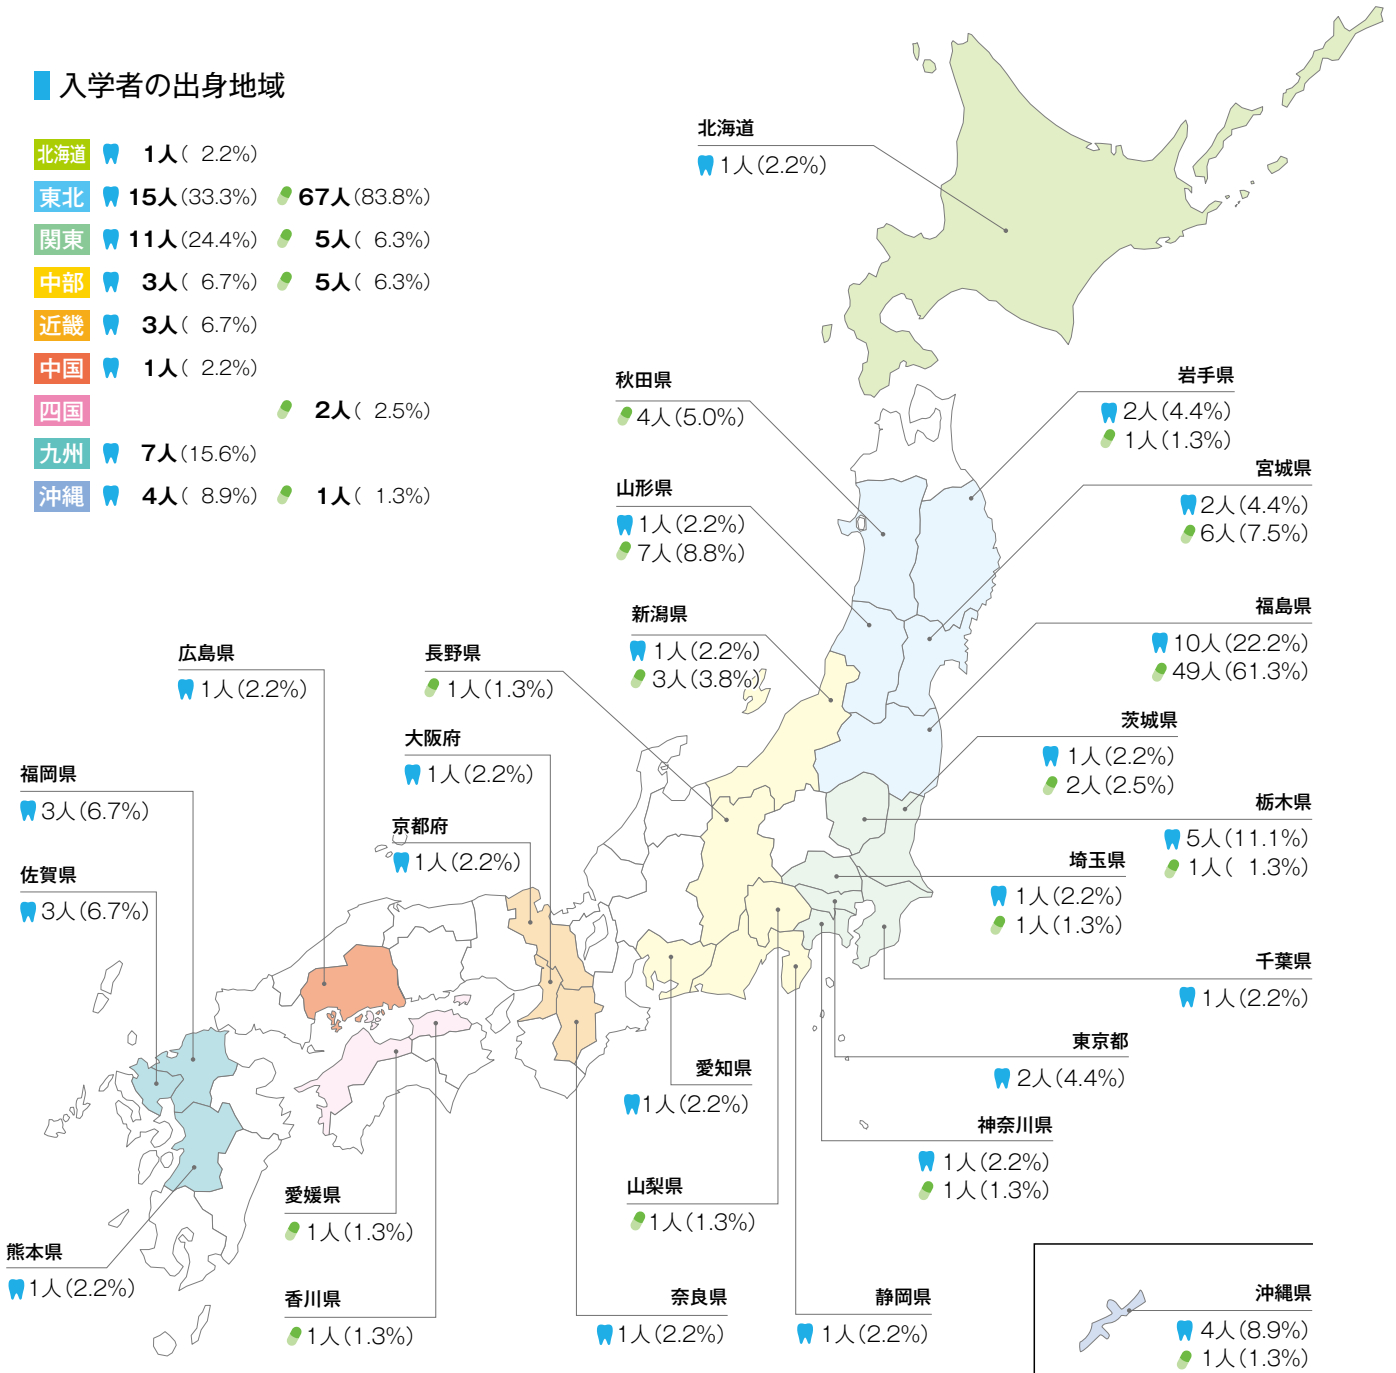 入学者の出身地域
北海道 1人( 2.2%)
東北 15人(33.3%) 67人(83.8%)
関東 11人(24.4%) 5人( 6.3%)
中部 3人( 6.7%) 5人( 6.3%)
近畿 3人( 6.7%)
中国 1人( 2.2%)
四国 2人( 2.5%)
九州 7人(15.6%)
沖縄 4人( 8.9%) 1人( 1.3%)
北海道
1人(2.2%)
秋田県
4人(5.0%)
岩手県
2人(4.4%)
1人(1.3%)
宮城県
2人(4.4%)
6人(7.5%)
山形県
1人(2.2%)
7人(8.8%)
福島県
10人(22.2%)
49人(61.3%)
新潟県
1人(2.2%)
3人(3.8%)
広島県
1人(2.2%)
長野県
1人(1.3%)
茨城県
1人(2.2%)
2人(2.5%)
大阪府
1人(2.2%)
福岡県
3人(6.7%)
栃木県
5人(11.1%)
1人( 1.3%)
京都府
1人(2.2%)
埼玉県
1人(2.2%)
1人(1.3%)
佐賀県
3人(6.7%)
千葉県
1人(2.2%)
東京都
2人(4.4%)
愛知県
1人(2.2%)
神奈川県
1人(2.2%)
1人(1.3%)
山梨県
1人(1.3%)
愛媛県
1人(1.3%)
熊本県
1人(2.2%)
香川県
1人(1.3%)
奈良県
1人(2.2%)
静岡県
1人(2.2%)
沖縄県
4人(8.9%)
1人(1.3%)